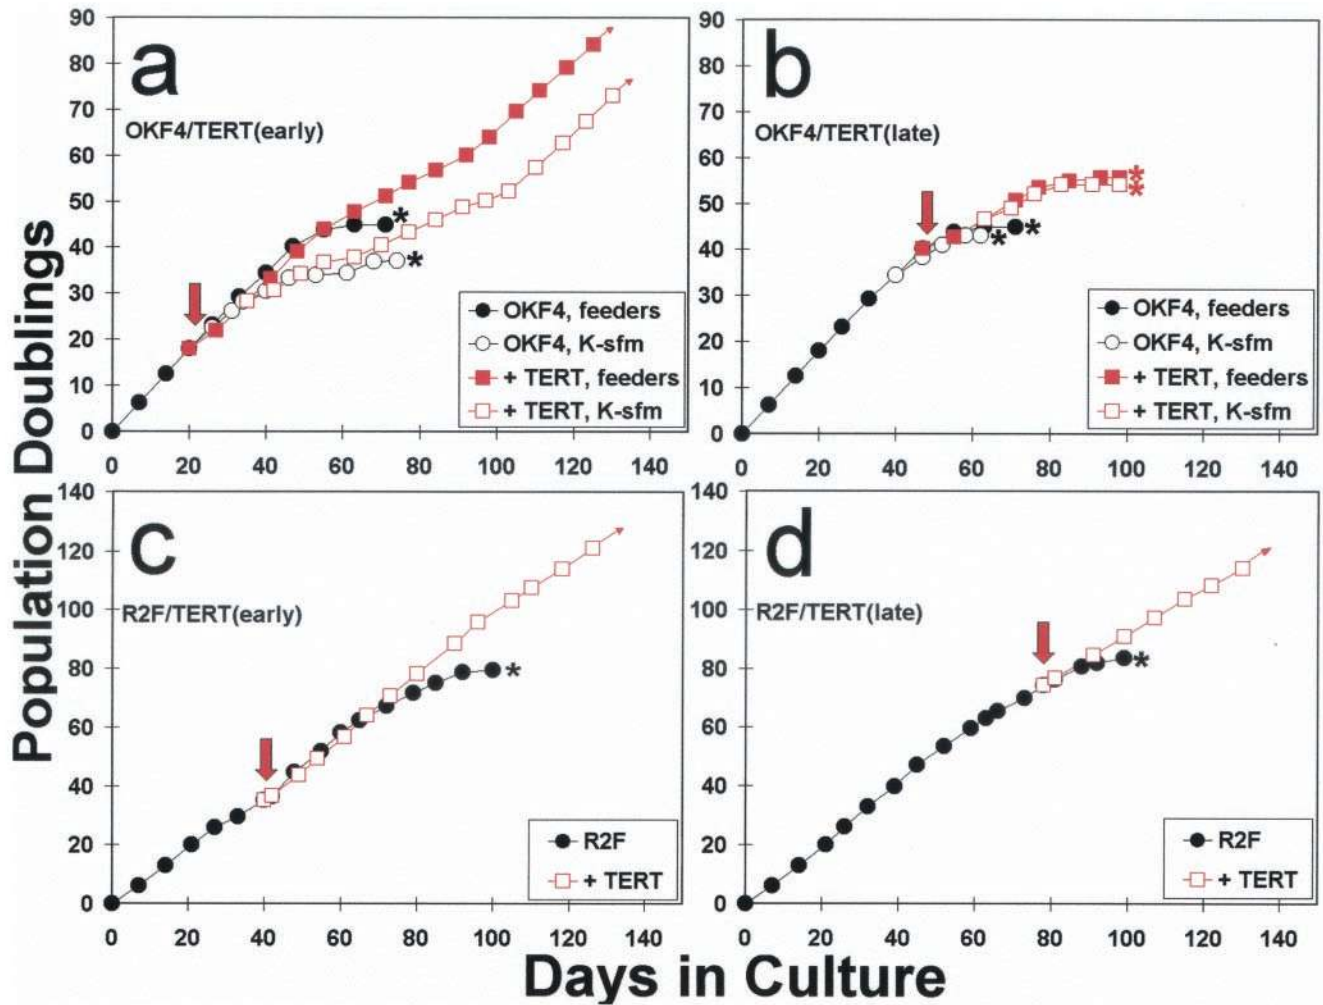 Population Doublings
a
OKF4/TERT(early)
90
80
70
60
50
40
30
20
10
0
* *
OKF4, feeders
OKF4, K-sfm
+ TERT, feeders
+ TERT, K-sfm
0 20 40 60 80 100 120 140
b
OKF4/TERT(late)
90
80
70
60
50
40
30
20
10
0
* * * *
OKF4, feeders
OKF4, K-sfm
+ TERT, feeders
+ TERT, K-sfm
0 20 40 60 80 100 120 140
c
R2F/TERT(early)
140
120
100
80
60
40
20
0
*
R2F
+ TERT
0 20 40 60 80 100 120 140
d
R2F/TERT(late)
140
120
100
80
60
40
20
0
*
R2F
+ TERT
0 20 40 60 80 100 120 140
Days in Culture